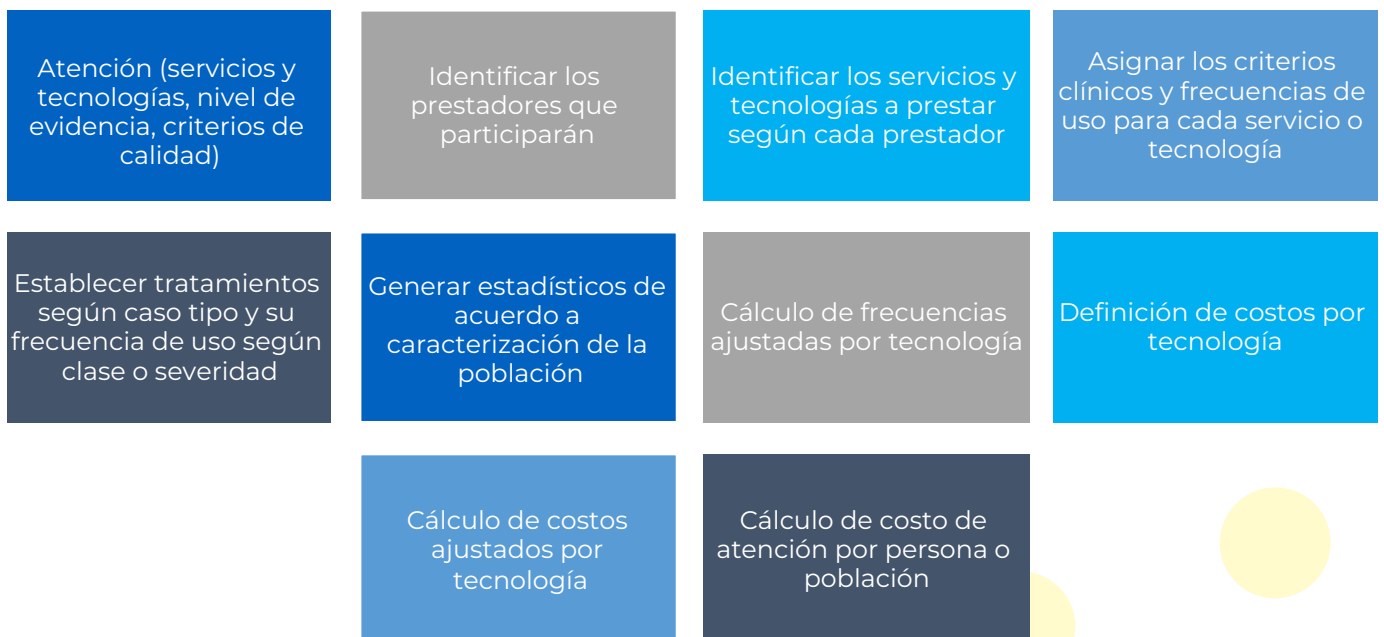 Atención (servicios y
tecnologías, nivel de
evidencia, criterios de
calidad)
Identificar los
prestadores que
participarán
Identificar los servicios y
tecnologías a prestar
según cada prestador
Asignar los criterios
clínicos y frecuencias de
uso para cada servicio o
tecnología
Establecer tratamientos
según caso tipo y su
frecuencia de uso según
clase o severidad
Generar estadísticos de
acuerdo a
caracterización de la
población
Cálculo de frecuencias
ajustadas por tecnología
Definición de costos por
tecnología
Cálculo de costos
ajustados por
tecnología
Cálculo de costo de
atención por persona o
población